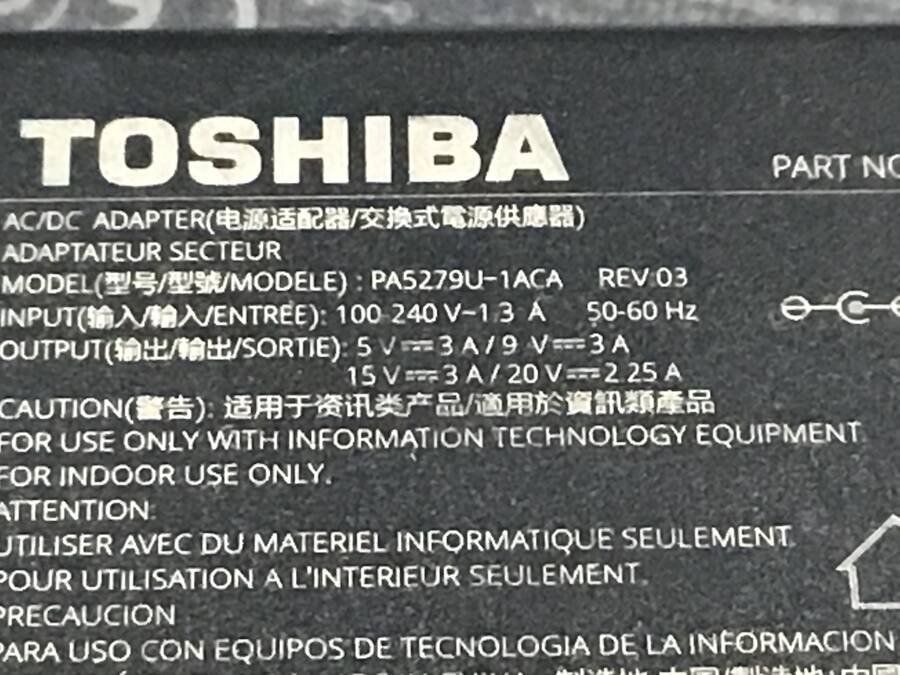 TOSHIBA
PART NO
AC/DC ADAPTER(电源适配器/交換式電源供應器)
ADAPTATEUR SECTEUR
MODEL(型号/型號/MODELE) : PA5279U-1ACA REV 03
INPUT(输入/輸入/ENTRÉE): 100-240 V~1.3 A 50-60 Hz
OUTPUT(输出/輸出/SORTIE): 5 V⎓3 A / 9 V⎓3 A
15 V⎓3 A / 20 V⎓2.25 A
CAUTION(警告): 适用于资讯类产品/適用於資訊類產品
FOR USE ONLY WITH INFORMATION TECHNOLOGY EQUIPMENT
FOR INDOOR USE ONLY.
ATTENTION:
UTILISER AVEC DU MATERIEL INFORMATIQUE SEULEMENT.
POUR UTILISATION A L'INTERIEUR SEULEMENT.
PRECAUCION
PARA USO CON EQUIPOS DE TECNOLOGIA DE LA INFORMACION